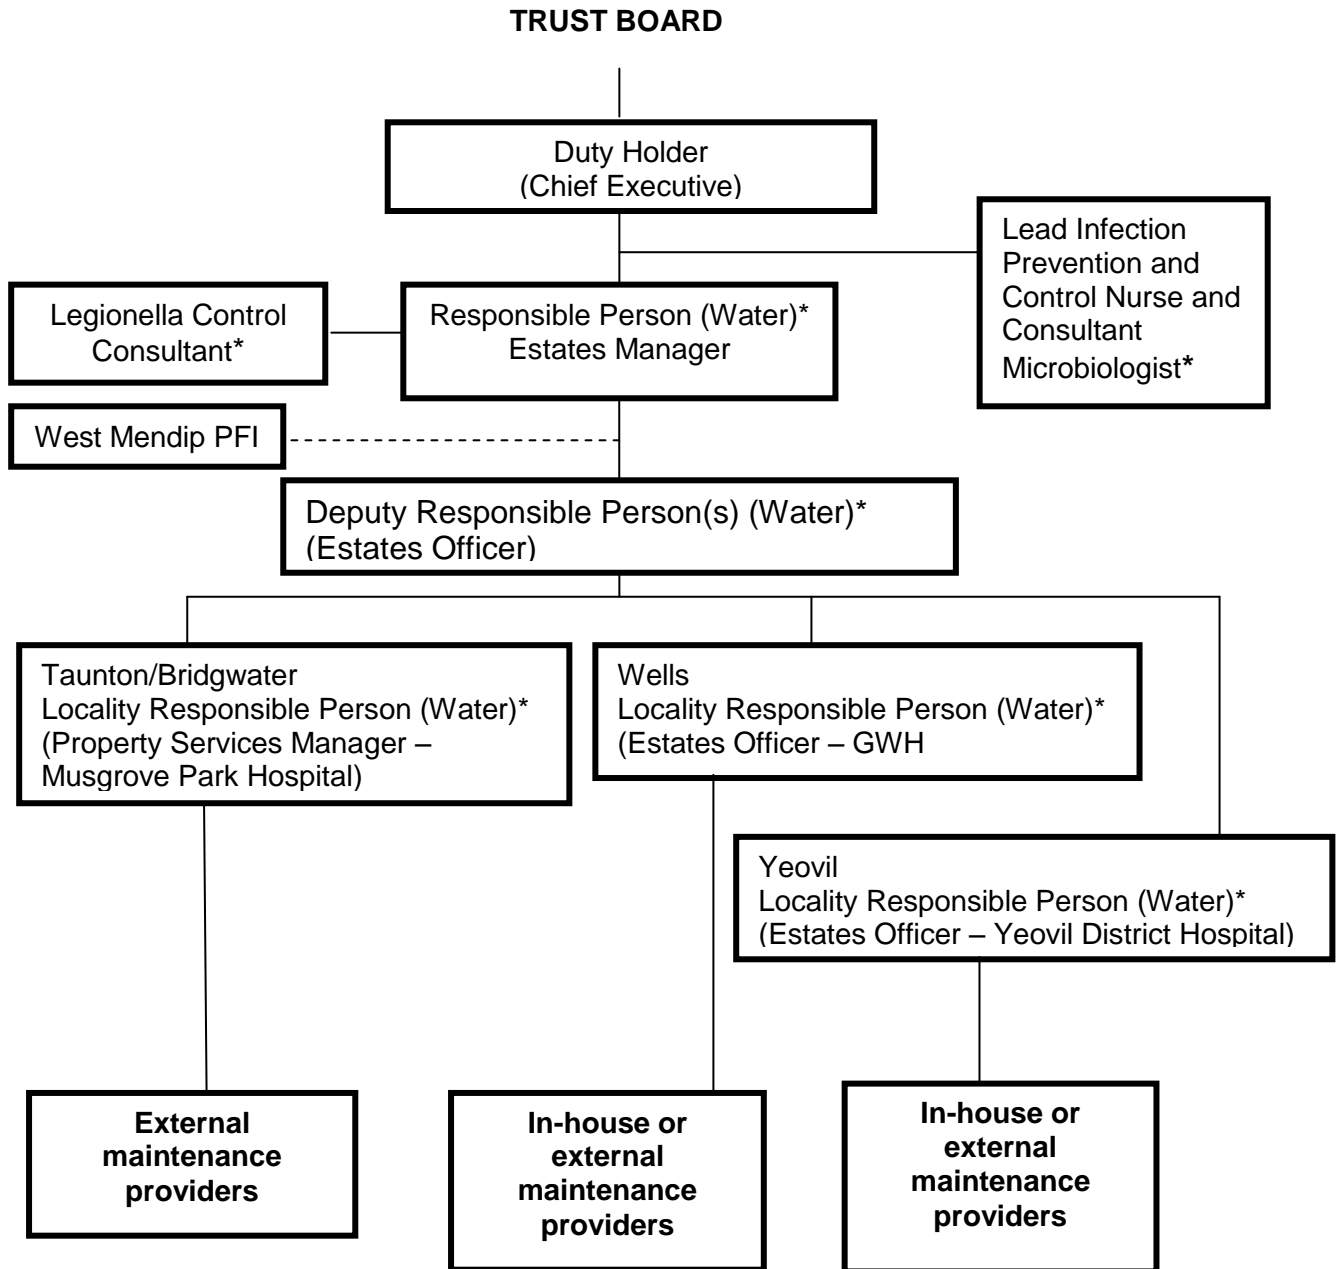 TRUST BOARD
Duty Holder
(Chief Executive)
Lead Infection
Prevention and
Control Nurse and
Consultant
Microbiologist*
Legionella Control
Consultant*
Responsible Person (Water)*
Estates Manager
West Mendip PFI
Deputy Responsible Person(s) (Water)*
(Estates Officer)
Taunton/Bridgwater
Locality Responsible Person (Water)*
(Property Services Manager –
Musgrove Park Hospital)
Wells
Locality Responsible Person (Water)*
(Estates Officer – GWH
Yeovil
Locality Responsible Person (Water)*
(Estates Officer – Yeovil District Hospital)
External
maintenance
providers
In-house or
external
maintenance
providers
In-house or
external
maintenance
providers